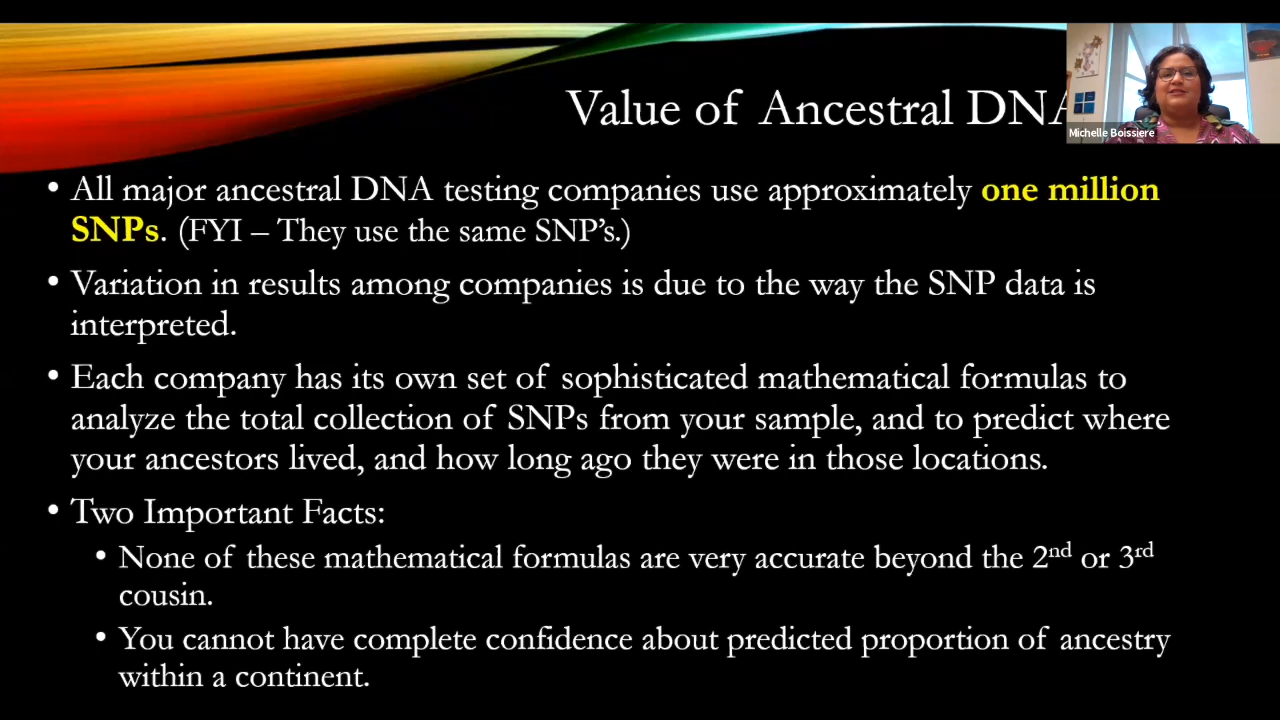 Value of Ancestral DNA
Michelle Boissiere
• All major ancestral DNA testing companies use approximately one million
SNPs. (FYI – They use the same SNP’s.)
• Variation in results among companies is due to the way the SNP data is
interpreted.
• Each company has its own set of sophisticated mathematical formulas to
analyze the total collection of SNPs from your sample, and to predict where
your ancestors lived, and how long ago they were in those locations.
• Two Important Facts:
• None of these mathematical formulas are very accurate beyond the 2nd or 3rd
cousin.
• You cannot have complete confidence about predicted proportion of ancestry
within a continent.